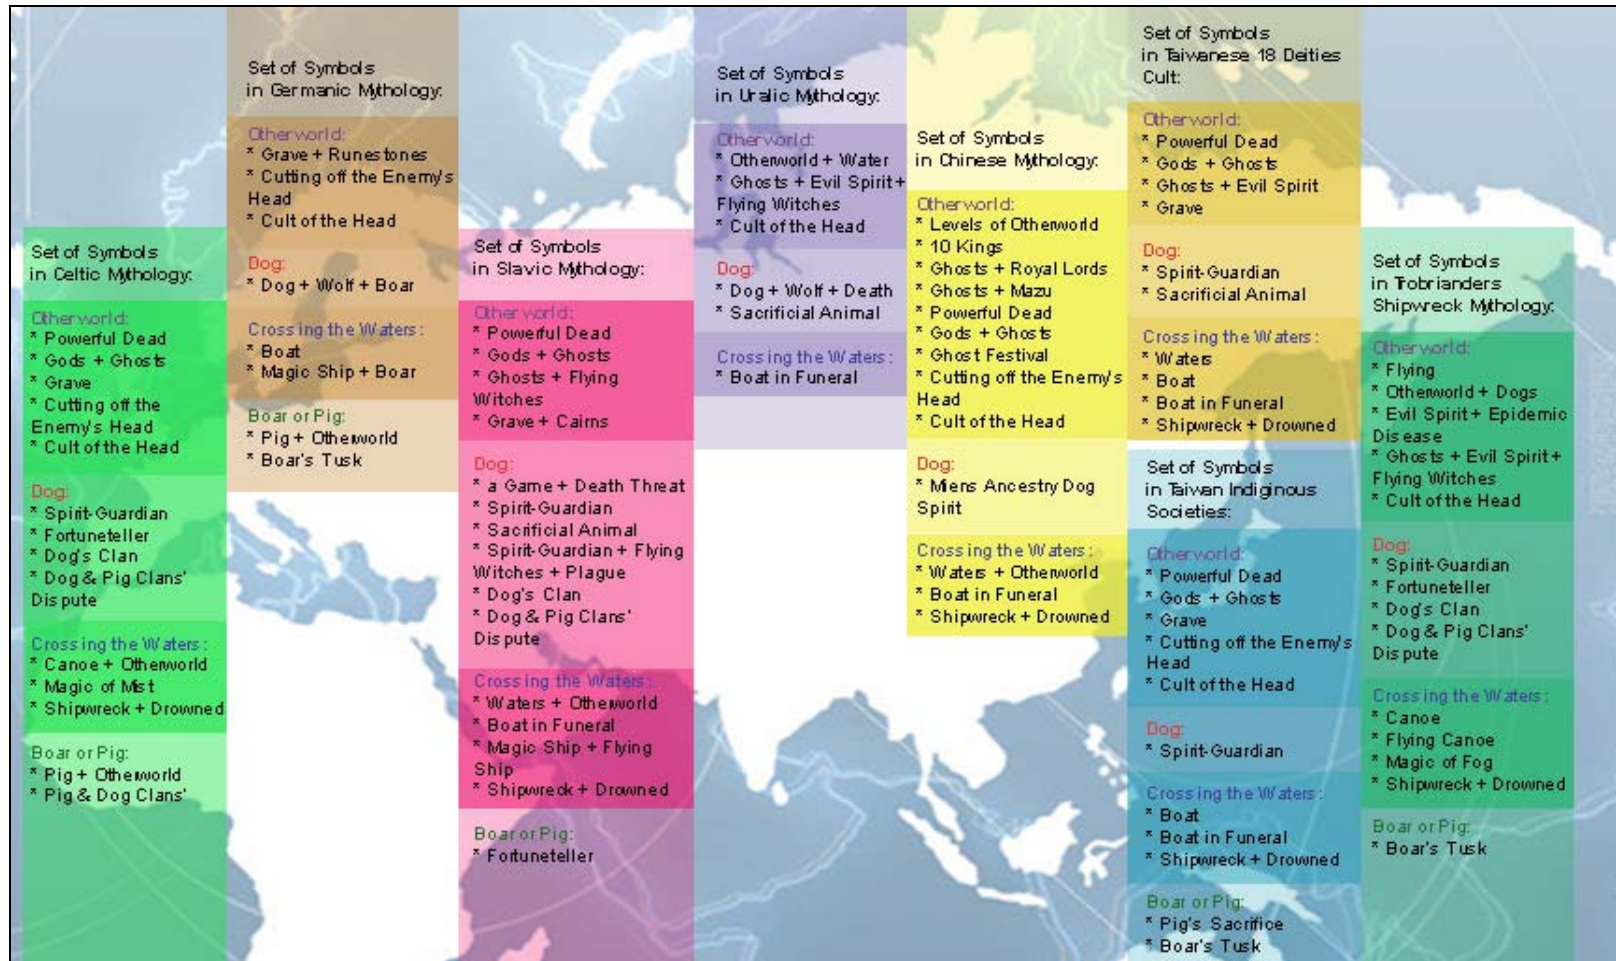 Set of Symbols
in Celtic Mythology:
Otherworld:
* Powerful Dead
* Gods + Ghosts
* Grave
* Cutting off the
Enemy's Head
* Cult of the Head
Dog:
* Spirit-Guardian
* Fortuneteller
* Dog's Clan
* Dog & Pig Clans'
Dispute
Crossing the Waters:
* Canoe + Otherworld
* Magic of Mist
* Shipwreck + Drowned
Boar or Pig:
* Pig + Otherworld
* Pig & Dog Clans'
Set of Symbols
in Germanic Mythology:
Otherworld:
* Grave + Runestones
* Cutting off the Enemy's
Head
* Cult of the Head
Dog:
* Dog + Wolf + Boar
Crossing the Waters:
* Boat
* Magic Ship + Boar
Boar or Pig:
* Pig + Otherworld
* Boar's Tusk
Set of Symbols
in Slavic Mythology:
Otherworld:
* Powerful Dead
* Gods + Ghosts
* Ghosts + Flying
Witches
* Grave + Cairns
Dog:
* a Game + Death Threat
* Spirit-Guardian
* Sacrificial Animal
* Spirit-Guardian + Flying
Witches + Plague
* Dog's Clan
* Dog & Pig Clans'
Dispute
Crossing the Waters:
* Waters + Otherworld
* Boat in Funeral
* Magic Ship + Flying
Ship
* Shipwreck + Drowned
Boar or Pig:
* Fortuneteller
Set of Symbols
in Uralic Mythology:
Otherworld:
* Otherworld + Water
* Ghosts + Evil Spirit +
Flying Witches
* Cult of the Head
Dog:
* Dog + Wolf + Death
* Sacrificial Animal
Crossing the Waters:
* Boat in Funeral
Set of Symbols
in Chinese Mythology:
Otherworld:
* Levels of Otherworld
* 10 Kings
* Ghosts + Royal Lords
* Ghosts + Mazu
* Powerful Dead
* Gods + Ghosts
* Ghost Festival
* Cutting off the Enemy's
Head
* Cult of the Head
Dog:
* Miens Ancestry Dog
Spirit
Crossing the Waters:
* Waters + Otherworld
* Boat in Funeral
* Shipwreck + Drowned
Set of Symbols
in Taiwanese 18 Deities
Cult:
Otherworld:
* Powerful Dead
* Gods + Ghosts
* Ghosts + Evil Spirit
* Grave
Dog:
* Spirit-Guardian
* Sacrificial Animal
Crossing the Waters:
* Waters
* Boat
* Boat in Funeral
* Shipwreck + Drowned
Set of Symbols
in Taiwan Indiginous
Societies:
Otherworld:
* Powerful Dead
* Gods + Ghosts
* Grave
* Cutting off the Enemy's
Head
* Cult of the Head
Dog:
* Spirit-Guardian
Crossing the Waters:
* Boat
* Boat in Funeral
* Shipwreck + Drowned
Boar or Pig:
* Pig's Sacrifice
* Boar's Tusk
Set of Symbols
in Trobrianders
Shipwreck Mythology:
Otherworld:
* Flying
* Otherworld + Dogs
* Evil Spirit + Epidemic
Disease
* Ghosts + Evil Spirit +
Flying Witches
* Cult of the Head
Dog:
* Spirit-Guardian
* Fortuneteller
* Dog's Clan
* Dog & Pig Clans'
Dispute
Crossing the Waters:
* Canoe
* Flying Canoe
* Magic of Fog
* Shipwreck + Drowned
Boar or Pig:
* Boar's Tusk